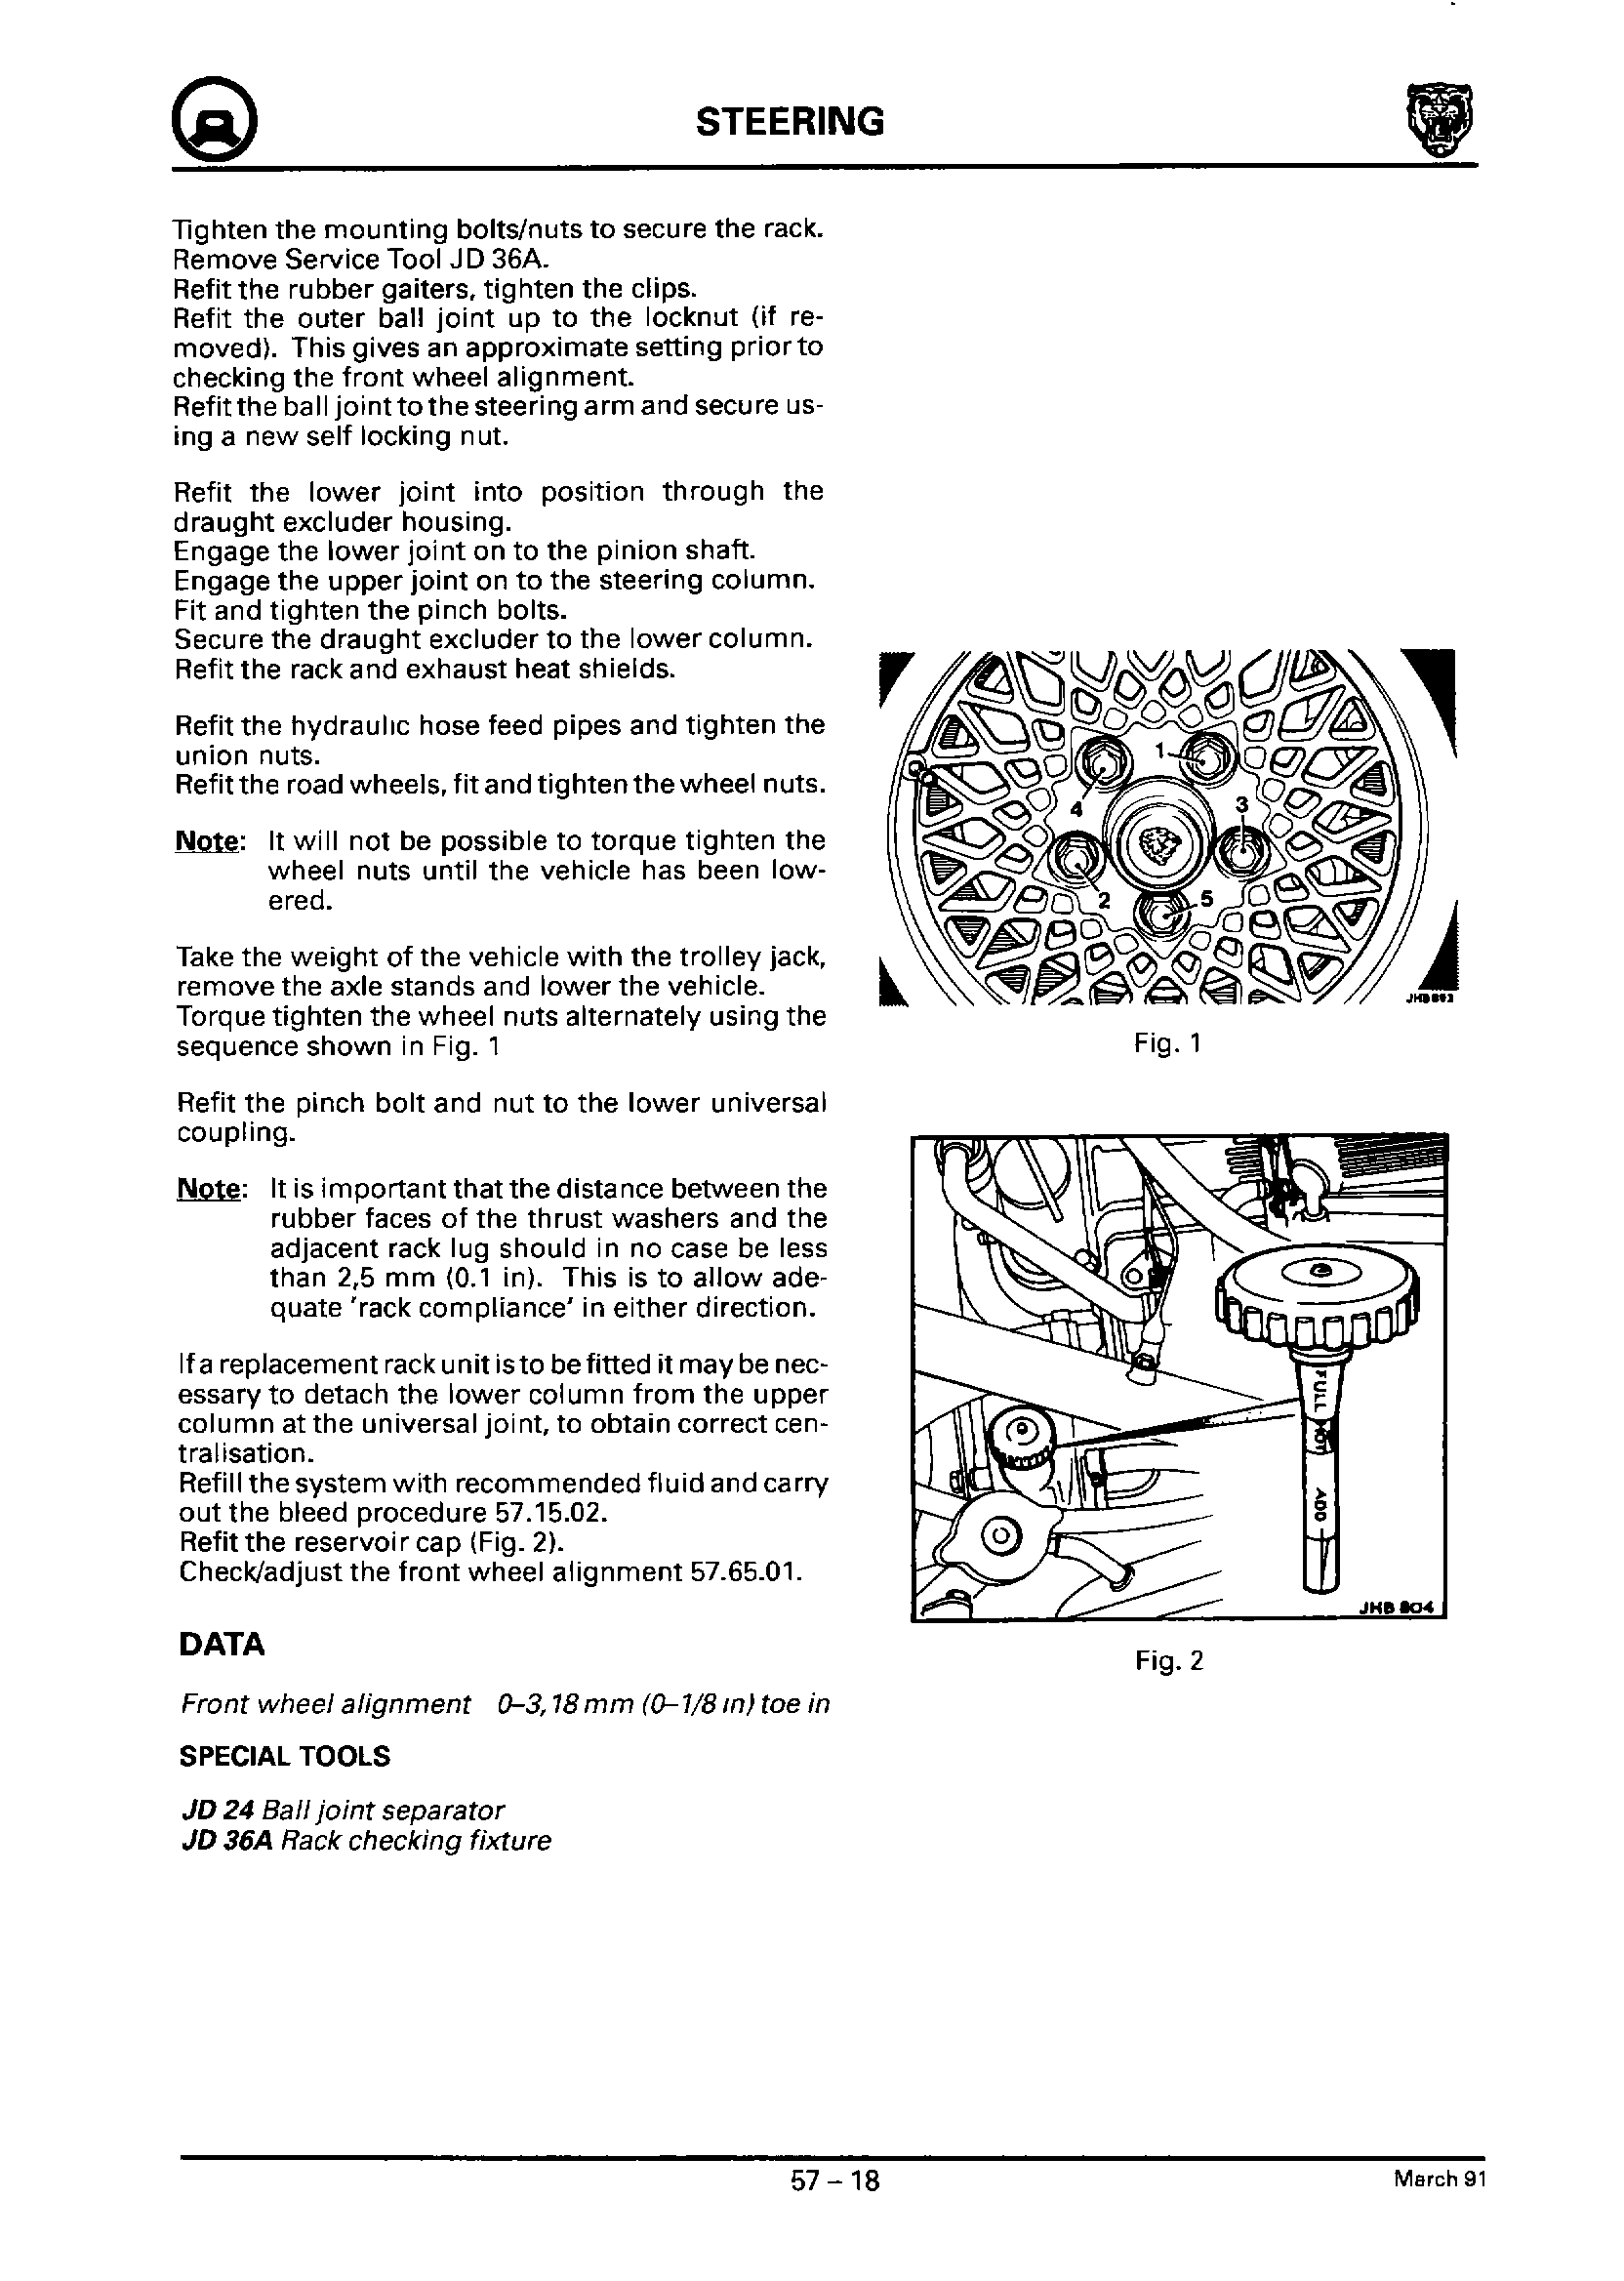 STEERING
Tighten the mounting bolts/nuts to secure the rack.
Remove Service Tool JD 36A.
Refit the rubber gaiters, tighten the clips.
Refit the outer ball joint up to the locknut (if re-
moved). This gives an approximate setting prior to
checking the front wheel alignment.
Refit the ball joint to the steering arm and secure us-
ing a new self locking nut.
Refit the lower joint into position through the
draught excluder housing.
Engage the lower joint on to the pinion shaft.
Engage the upper joint on to the steering column.
Fit and tighten the pinch bolts.
Secure the draught excluder to the lower column.
Refit the rack and exhaust heat shields.
Refit the hydraulic hose feed pipes and tighten the
union nuts.
Refit the road wheels, fit and tighten the wheel nuts.
Note: It will not be possible to torque tighten the
wheel nuts until the vehicle has been low-
ered.
Take the weight of the vehicle with the trolley jack,
remove the axle stands and lower the vehicle.
Torque tighten the wheel nuts alternately using the
sequence shown in Fig. 1
Refit the pinch bolt and nut to the lower universal
coupling.
Note: It is important that the distance between the
rubber faces of the thrust washers and the
adjacent rack lug should in no case be less
than 2,5 mm (0.1 in). This is to allow ade-
quate 'rack compliance' in either direction.
If a replacement rack unit is to be fitted it may be nec-
essary to detach the lower column from the upper
column at the universal joint, to obtain correct cen-
tralisation.
Refill the system with recommended fluid and carry
out the bleed procedure 57.15.02.
Refit the reservoir cap (Fig. 2).
Check/adjust the front wheel alignment 57.65.01.
DATA
Front wheel alignment 0–3,18 mm (0–1/8 in) toe in
SPECIAL TOOLS
JD 24 Ball joint separator
JD 36A Rack checking fixture
1
4
3
2
5
Fig. 1
FULL
HOT
ADD
JHB 804
Fig. 2
57 – 18
March 91